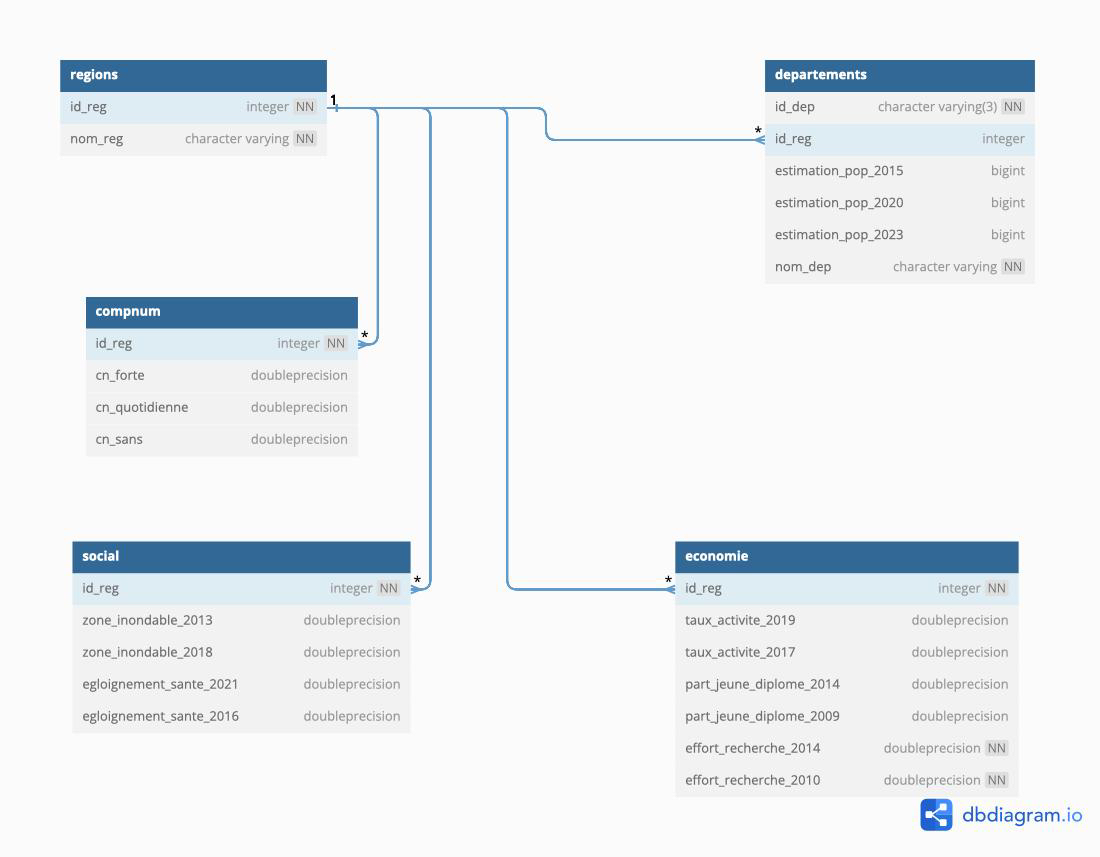 regions
id_reg integer NN
nom_reg character varying NN
1
departements
id_dep character varying(3) NN
*
id_reg integer
estimation_pop_2015 bigint
estimation_pop_2020 bigint
estimation_pop_2023 bigint
nom_dep character varying NN
compnum
id_reg integer NN
*
cn_forte doubleprecision
cn_quotidienne doubleprecision
cn_sans doubleprecision
social
id_reg integer NN
*
zone_inondable_2013 doubleprecision
zone_inondable_2018 doubleprecision
egloignement_sante_2021 doubleprecision
egloignement_sante_2016 doubleprecision
economie
*
id_reg integer NN
taux_activite_2019 doubleprecision
taux_activite_2017 doubleprecision
part_jeune_diplome_2014 doubleprecision
part_jeune_diplome_2009 doubleprecision
effort_recherche_2014 doubleprecision NN
effort_recherche_2010 doubleprecision NN
dbdiagram.io